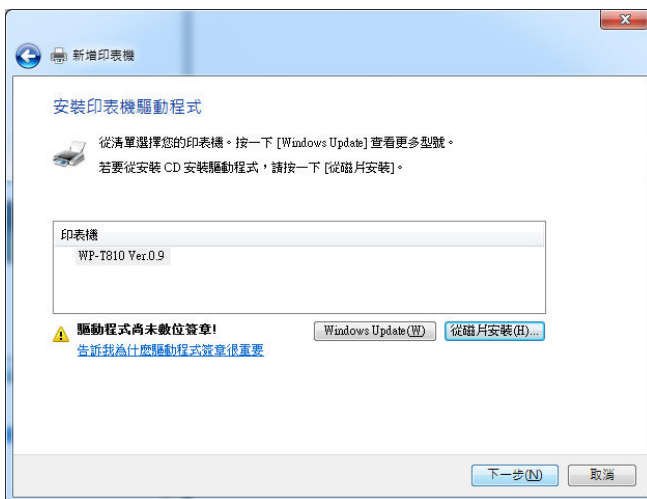 新增印表機
安裝印表機驅動程式
從清單選擇您的印表機。按一下 [Windows Update] 查看更多型號。
若要從安裝 CD 安裝驅動程式，請按一下 [從磁片安裝]。
印表機
WP-T810 Ver.0.9
驅動程式尚未數位簽章!
Windows Update(W)
從磁片安裝(H)...
告訴我為什麼驅動程式簽章很重要
下一步(N)
取消